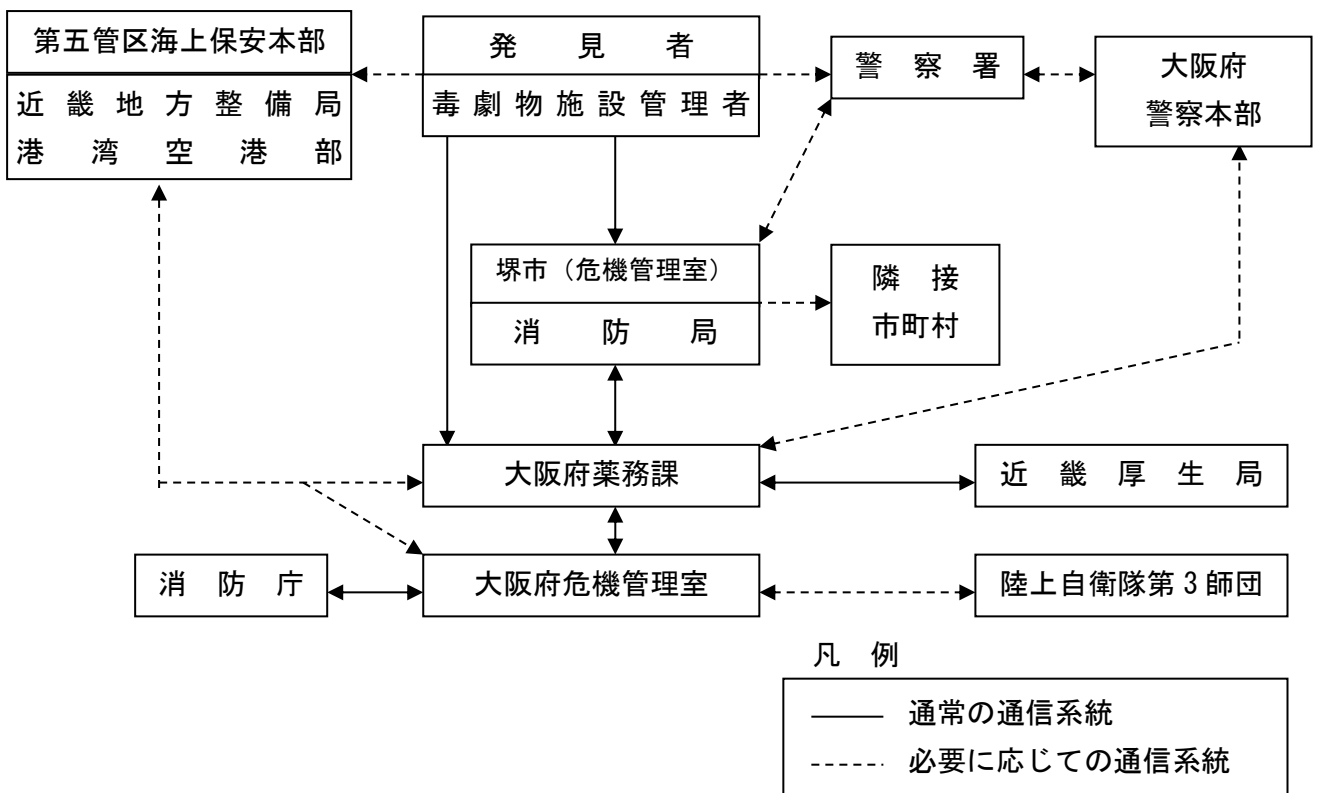 第五管区海上保安本部
近畿地方整備局
港湾空港部
発見者
毒劇物施設管理者
警察署
大阪府
警察本部
堺市（危機管理室）
消防局
隣接
市町村
大阪府薬務課
近畿厚生局
消防庁
大阪府危機管理室
陸上自衛隊第3師団
凡例
通常の通信系統
必要に応じての通信系統